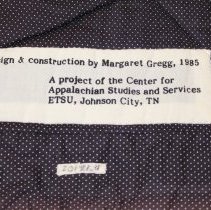 ign & construction by Margaret Gregg, 1985
A project of the Center for
Appalachian Studies and Services
ETSU, Johnson City, TN